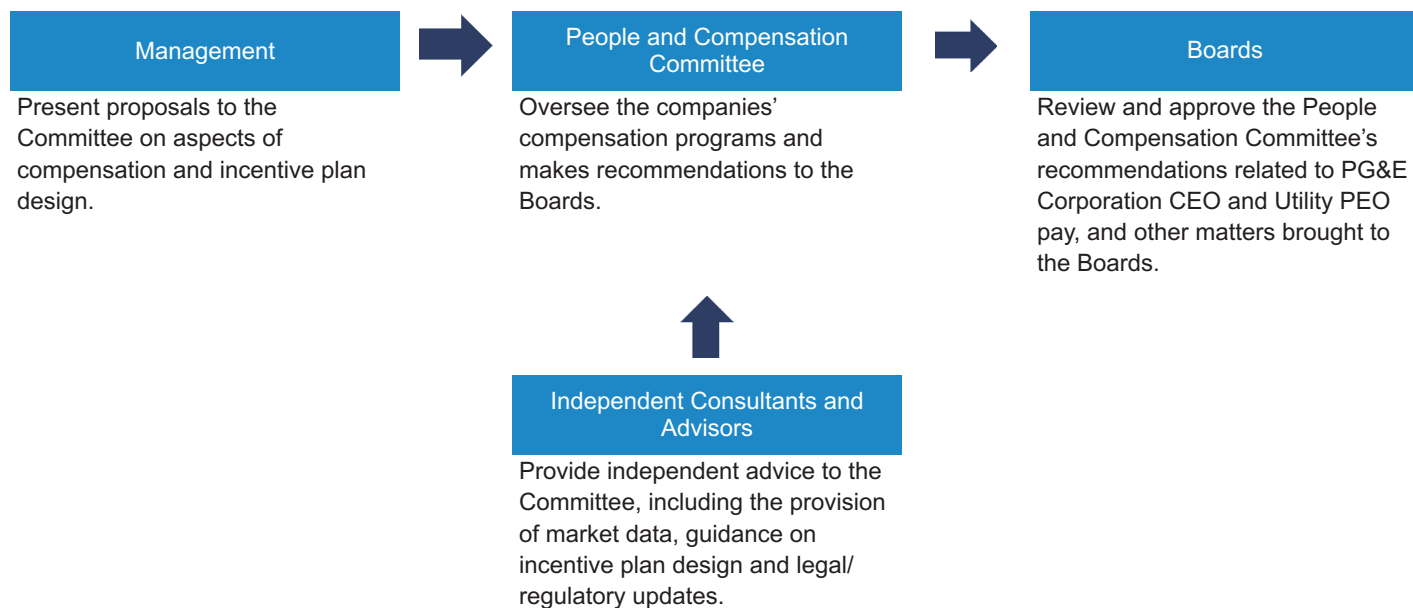 Management
Present proposals to the
Committee on aspects of
compensation and incentive plan
design.
People and Compensation
Committee
Oversee the companies’
compensation programs and
makes recommendations to the
Boards.
Boards
Review and approve the People
and Compensation Committee’s
recommendations related to PG&E
Corporation CEO and Utility PEO
pay, and other matters brought to
the Boards.
Independent Consultants and
Advisors
Provide independent advice to the
Committee, including the provision
of market data, guidance on
incentive plan design and legal/
regulatory updates.